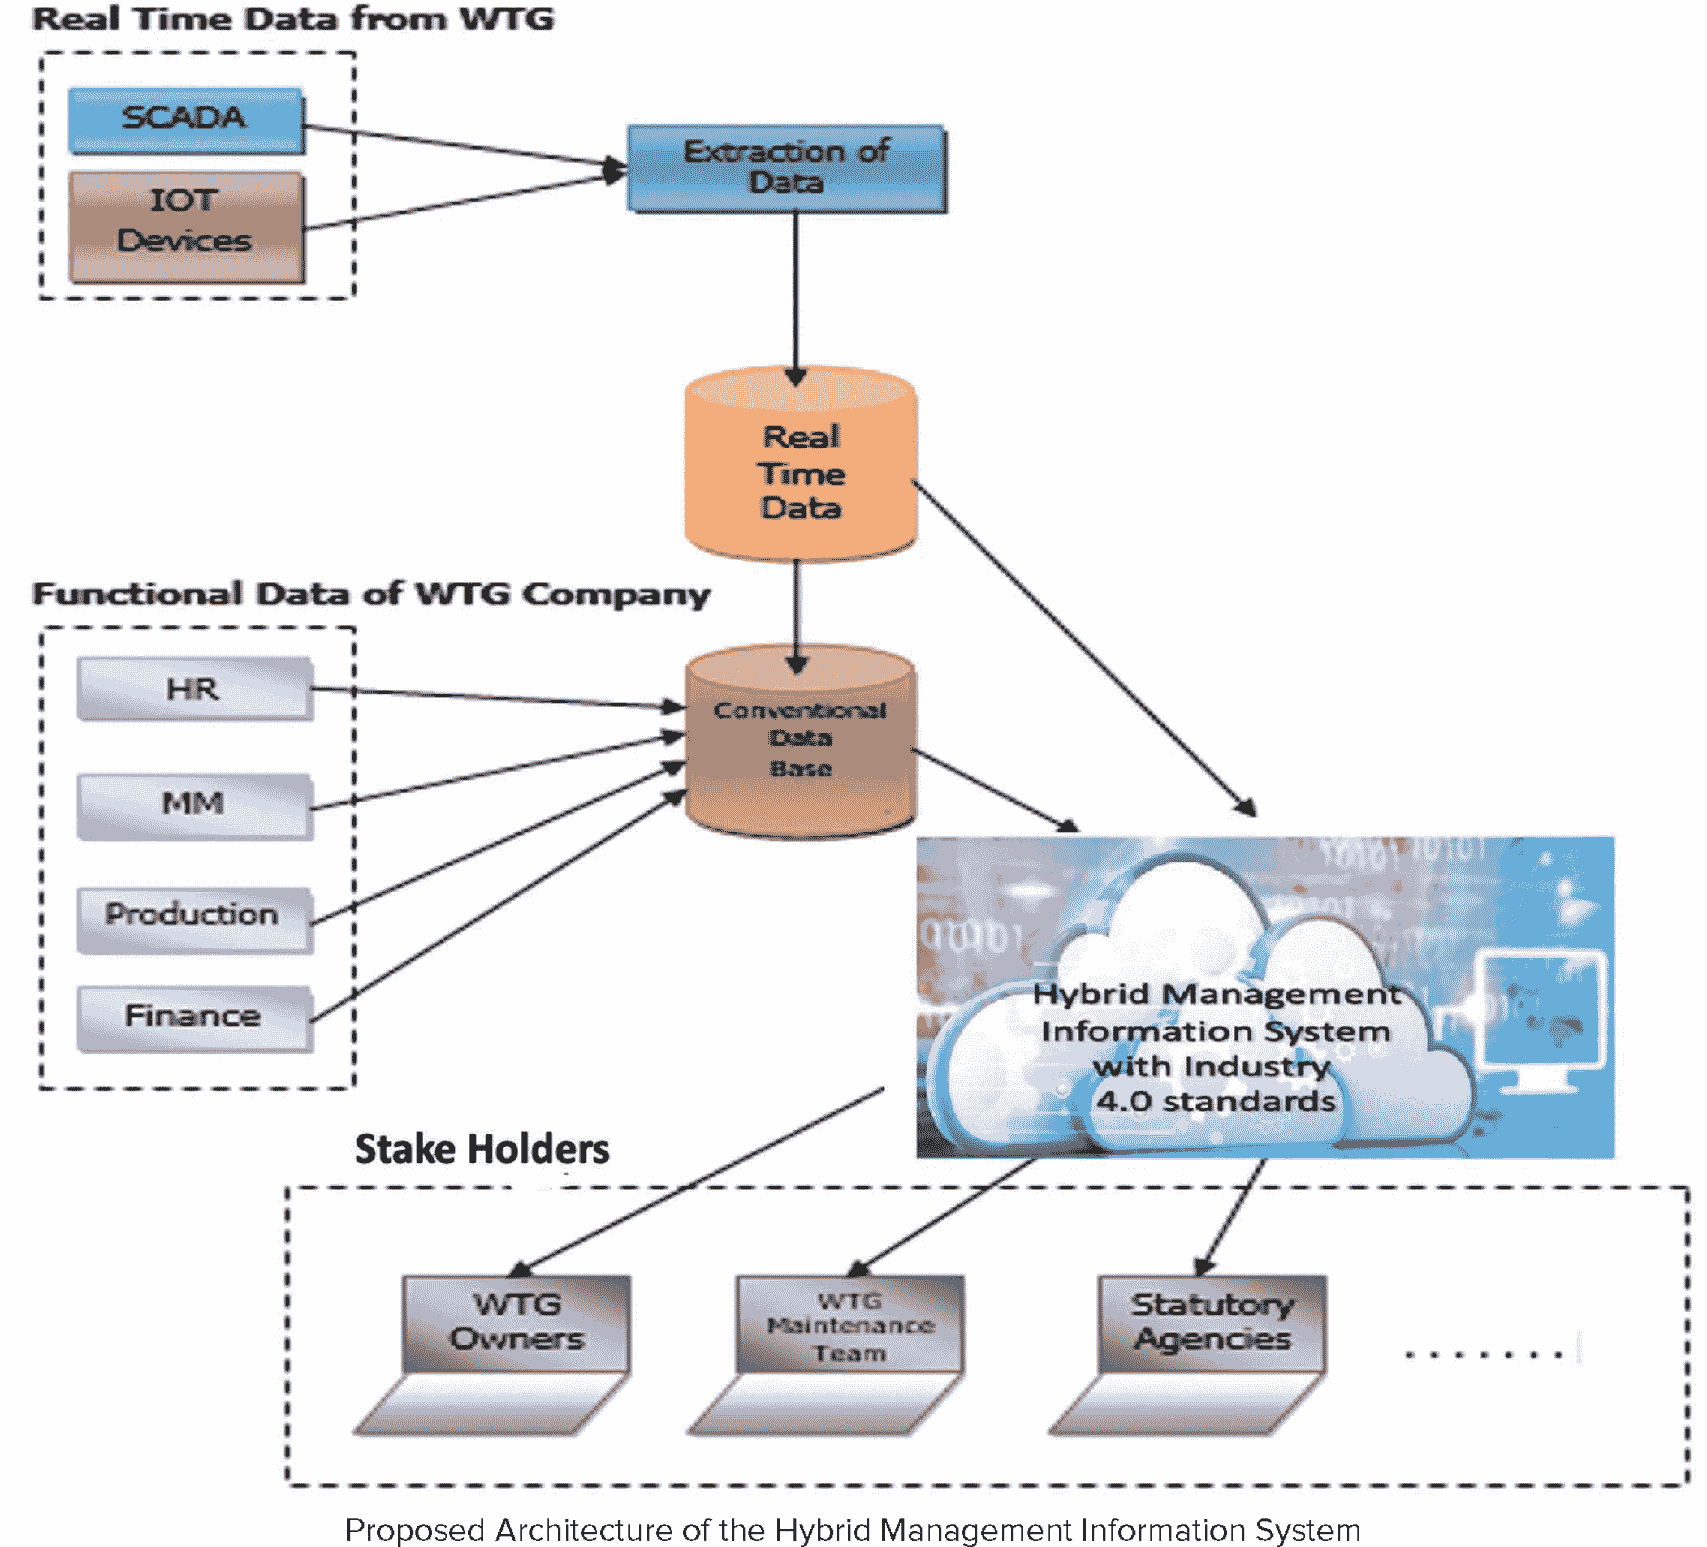 Real Time Data from WTG
SCADA
IOT
Devices
Extraction of
Data
Real
Time
Data
Functional Data of WTG Company
HR
MM
Production
Finance
Conventional
Data
Base
Hybrid Management
Information System
with Industry
4.0 standards
Stake Holders
WTG
Owners
WTG
Maintenance
Team
Statutory
Agencies
.......
Proposed Architecture of the Hybrid Management Information System